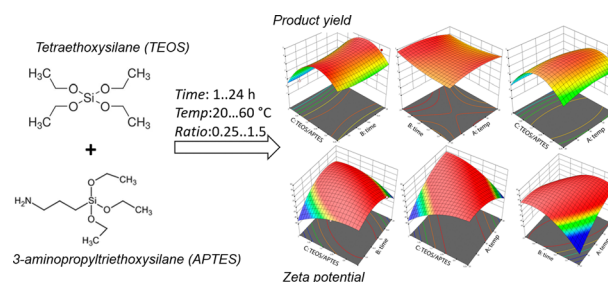 Tetraethoxysilane (TEOS)
H3C
CH3
O
O
Si
O
O
H3C
CH3
+
H2N
Si
O
CH3
O
CH3
O
CH3
3-aminopropyltriethoxysilane (APTES)
Time: 1..24 h
Temp:20...60 °C
Ratio:0.25..1.5
Product yield
C: TEOS/APTES
B: time
B: time
A: temp
C: TEOS/APTES
A: temp
C: TEOS/APTES
B: time
C: TEOS/APTES
A: temp
B: time
A: temp
Zeta potential